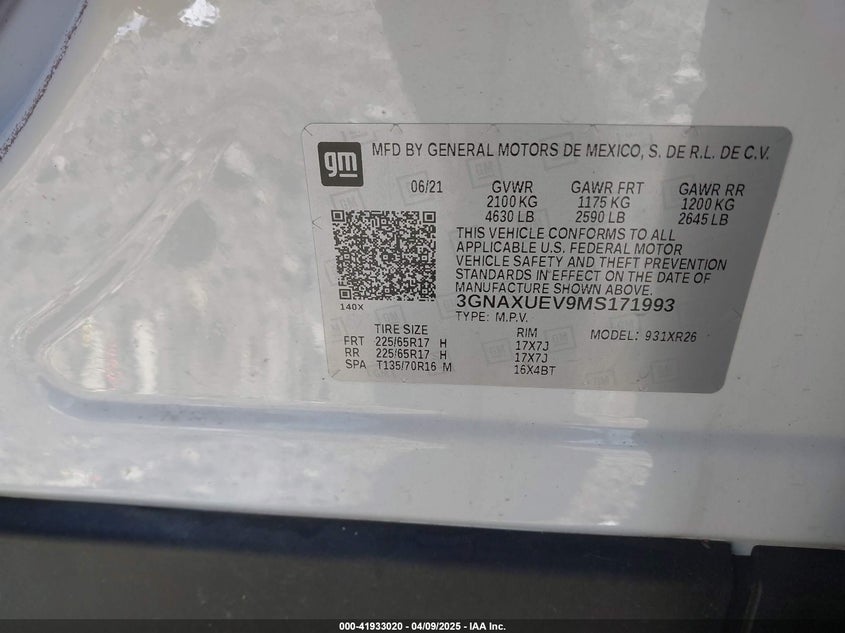 gm MFD BY GENERAL MOTORS DE MEXICO, S. DE R.L. DE C.V.
06/21 GVWR GAWR FRT GAWR RR
2100 KG 1175 KG 1200 KG
4630 LB 2590 LB 2645 LB
THIS VEHICLE CONFORMS TO ALL
APPLICABLE U.S. FEDERAL MOTOR
VEHICLE SAFETY AND THEFT PREVENTION
STANDARDS IN EFFECT ON THE DATE OF
MANUFACTURE SHOWN ABOVE.
140X 3GNAXUEV9MS171993
TYPE: M.P.V.
TIRE SIZE RIM MODEL: 931XR26
FRT 225/65R17 H 17X7J
RR 225/65R17 H 17X7J
SPA T135/70R16 M 16X4BT
000-41933020 / 04/09/2025 - IAA Inc.